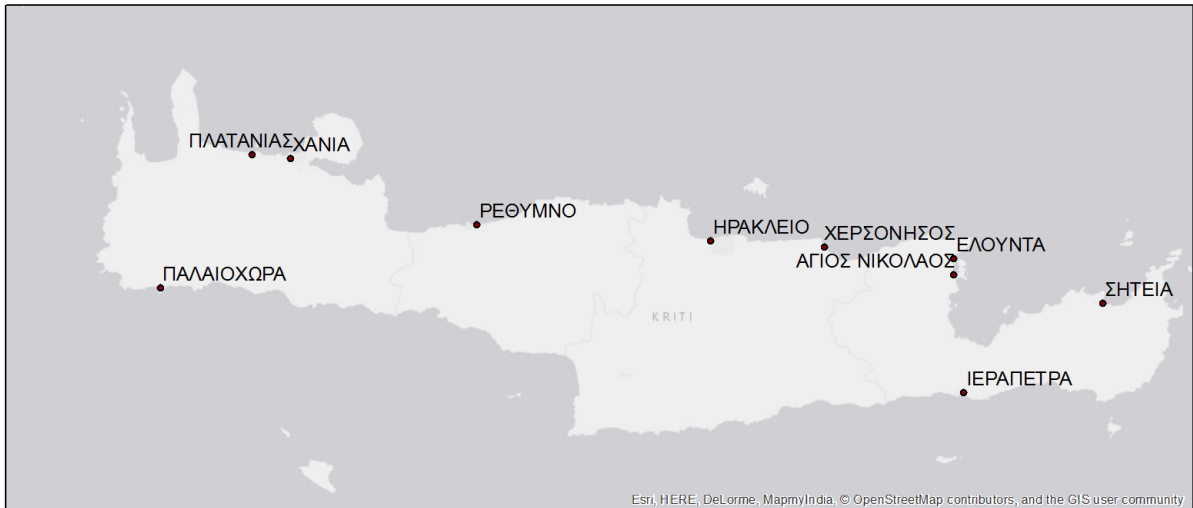 ΠΛΑΤΑΝΙΑΣ
ΧΑΝΙΑ
ΡΕΘΥΜΝΟ
ΗΡΑΚΛΕΙΟ
ΧΕΡΣΟΝΗΣΟΣ
ΕΛΟΥΝΤΑ
ΑΓΙΟΣ ΝΙΚΟΛΑΟΣ
ΠΑΛΑΙΟΧΩΡΑ
ΣΗΤΕΙΑ
KRITI
ΙΕΡΑΠΕΤΡΑ
Esri, HERE, DeLorme, MapmyIndia, © OpenStreetMap contributors, and the GIS user community